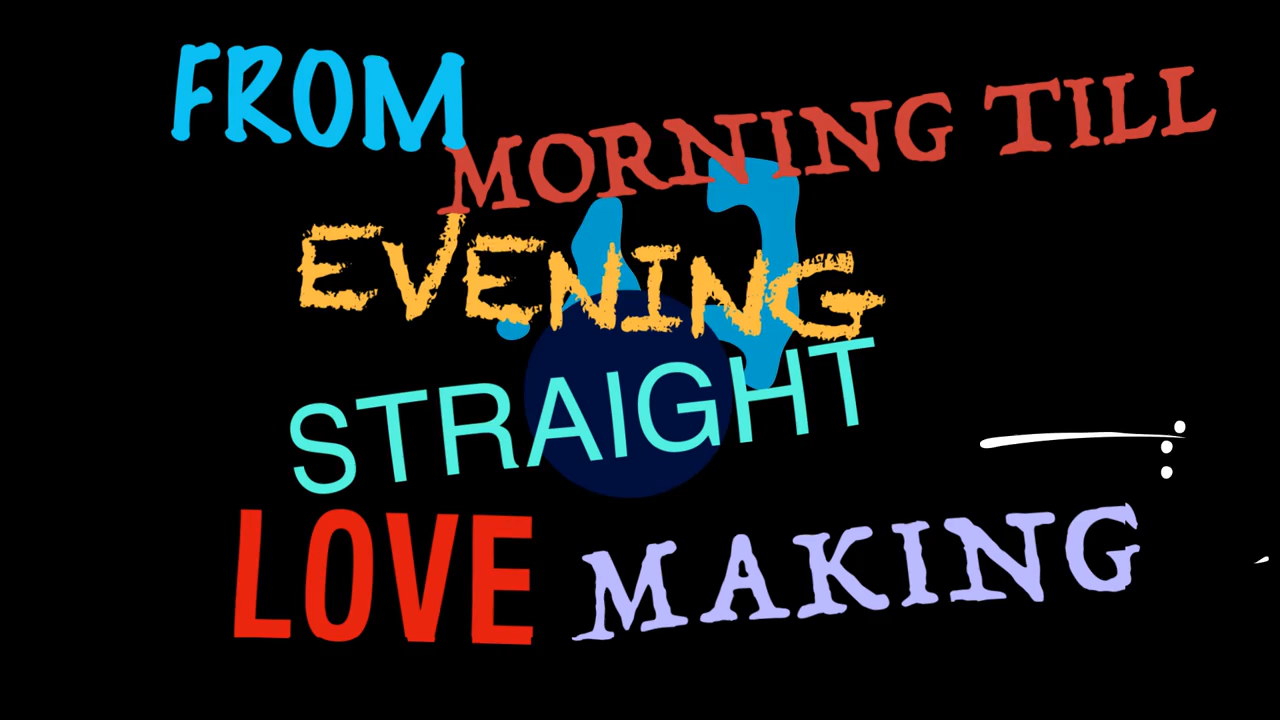 FROM
MORNING TILL
EVENING
STRAIGHT
LOVE MAKING